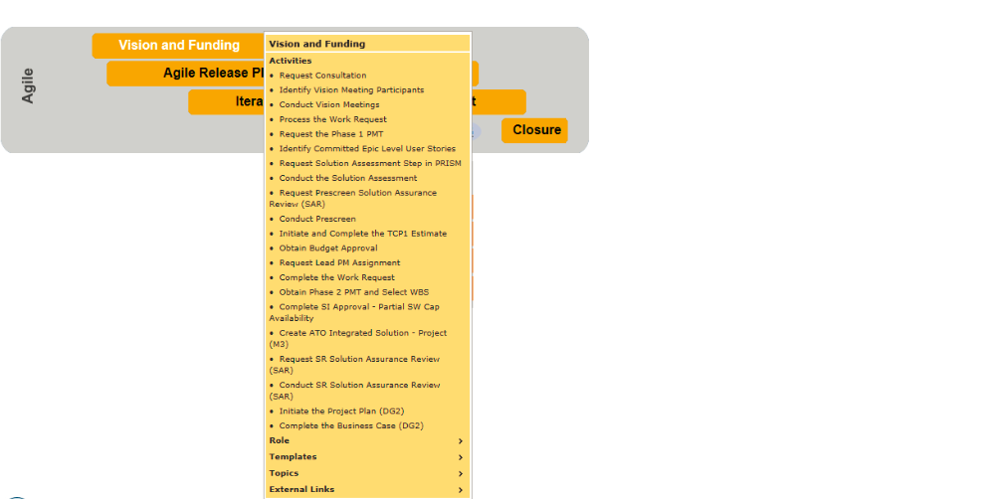 Agile
Vision and Funding
Agile Release Pl
Itera
t
Closure
Vision and Funding
Activities
• Request Consultation
• Identify Vision Meeting Participants
• Conduct Vision Meetings
• Process the Work Request
• Request the Phase 1 PMT
• Identify Committed Epic Level User Stories
• Request Solution Assessment Step in PRISM
• Conduct the Solution Assessment
• Request Prescreen Solution Assurance
Review (SAR)
• Conduct Prescreen
• Initiate and Complete the TCP1 Estimate
• Obtain Budget Approval
• Request Lead PM Assignment
• Complete the Work Request
• Obtain Phase 2 PMT and Select WBS
• Complete SI Approval - Partial SW Cap
Availability
• Create ATO Integrated Solution - Project
(M3)
• Request SR Solution Assurance Review
(SAR)
• Conduct SR Solution Assurance Review
(SAR)
• Initiate the Project Plan (DG2)
• Complete the Business Case (DG2)
Role
Templates
Topics
External Links